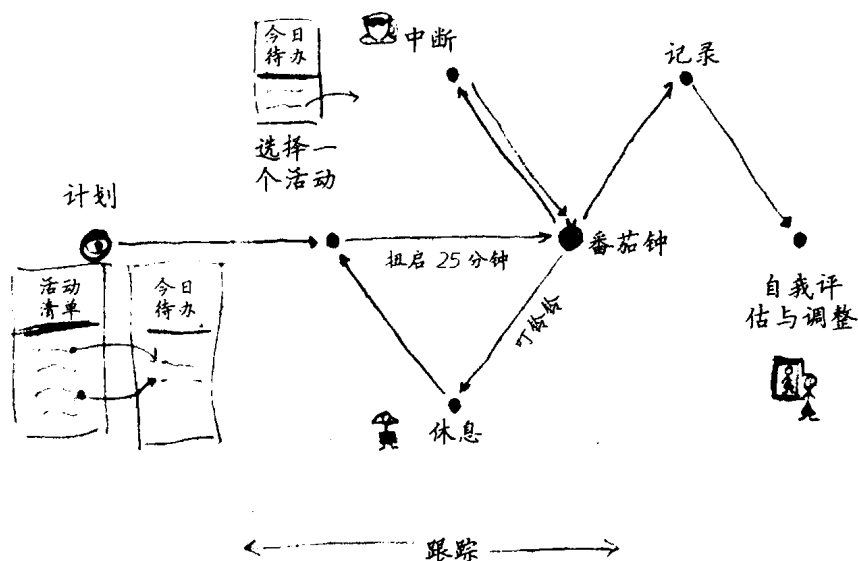 今日
待办
中断
记录
选择一
个活动
计划
扭启 25 分钟
番茄钟
活动
清单
今日
待办
叮铃铃
自我评
估与调整
休息
跟踪